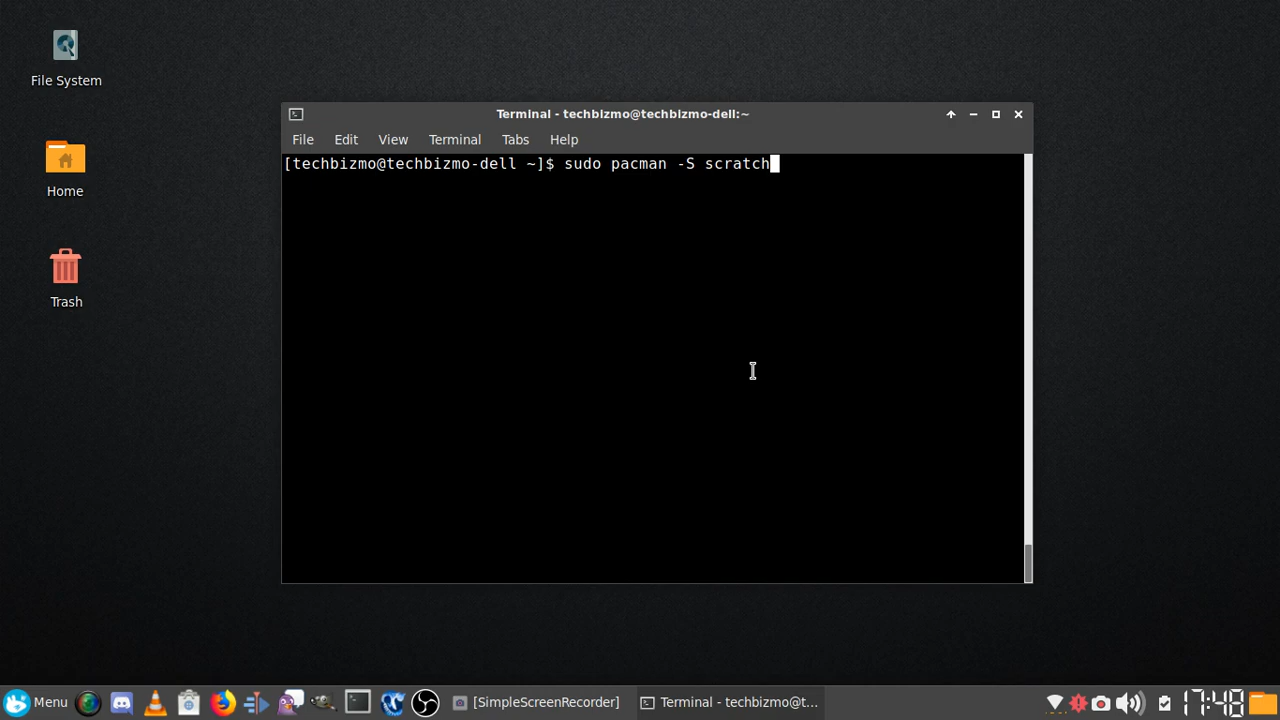 File System
Home
Trash
Terminal - techbizmo@techbizmo-dell:~
File Edit View Terminal Tabs Help
[techbizmo@techbizmo-dell ~]$ sudo pacman -S scratch
Menu [SimpleScreenRecorder] Terminal - techbizmo@t... 17:48